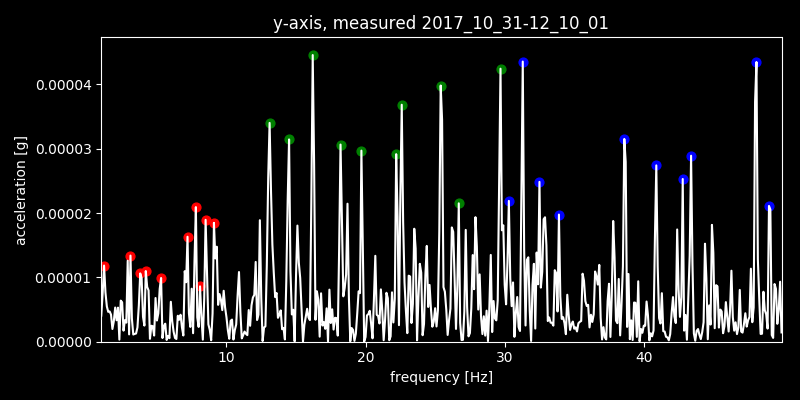 y-axis, measured 2017_10_31-12_10_01
acceleration [g]
0.00004
0.00003
0.00002
0.00001
0.00000
10 20 30 40
frequency [Hz]